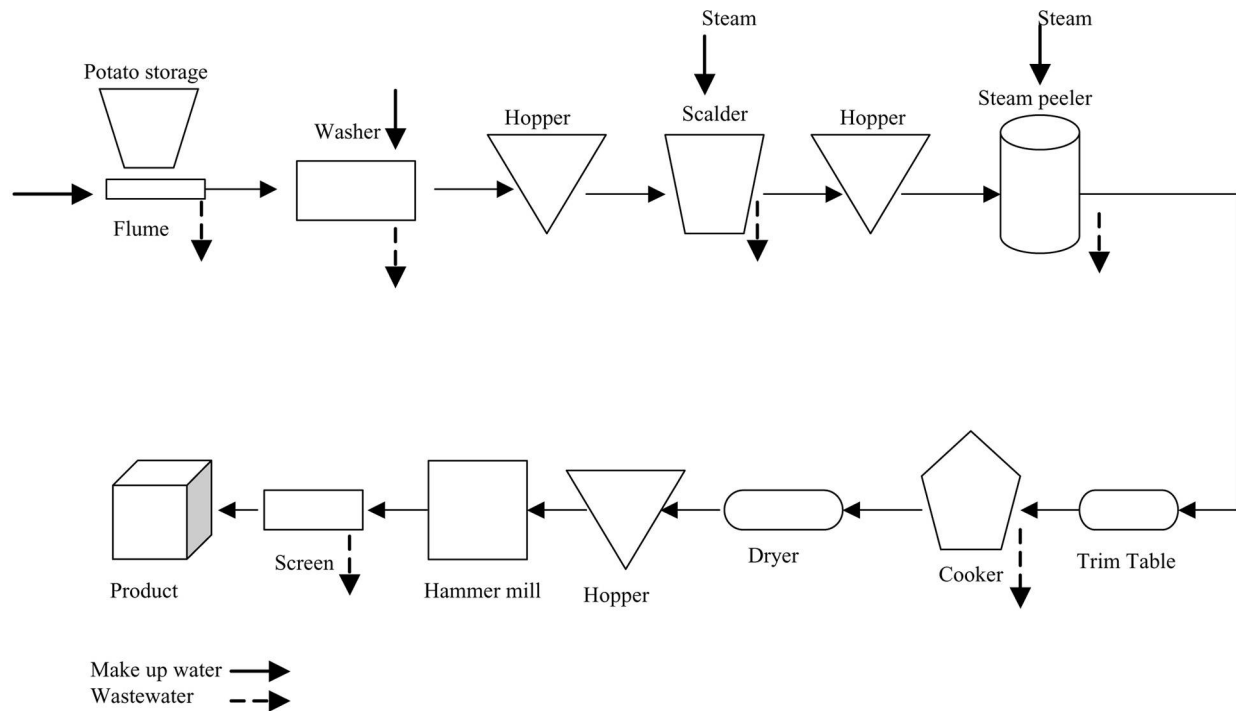 Steam
Steam
Potato storage
Washer
Hopper
Scalder
Hopper
Steam peeler
Flume
Product
Screen
Hammer mill
Hopper
Dryer
Cooker
Trim Table
Make up water
Wastewater